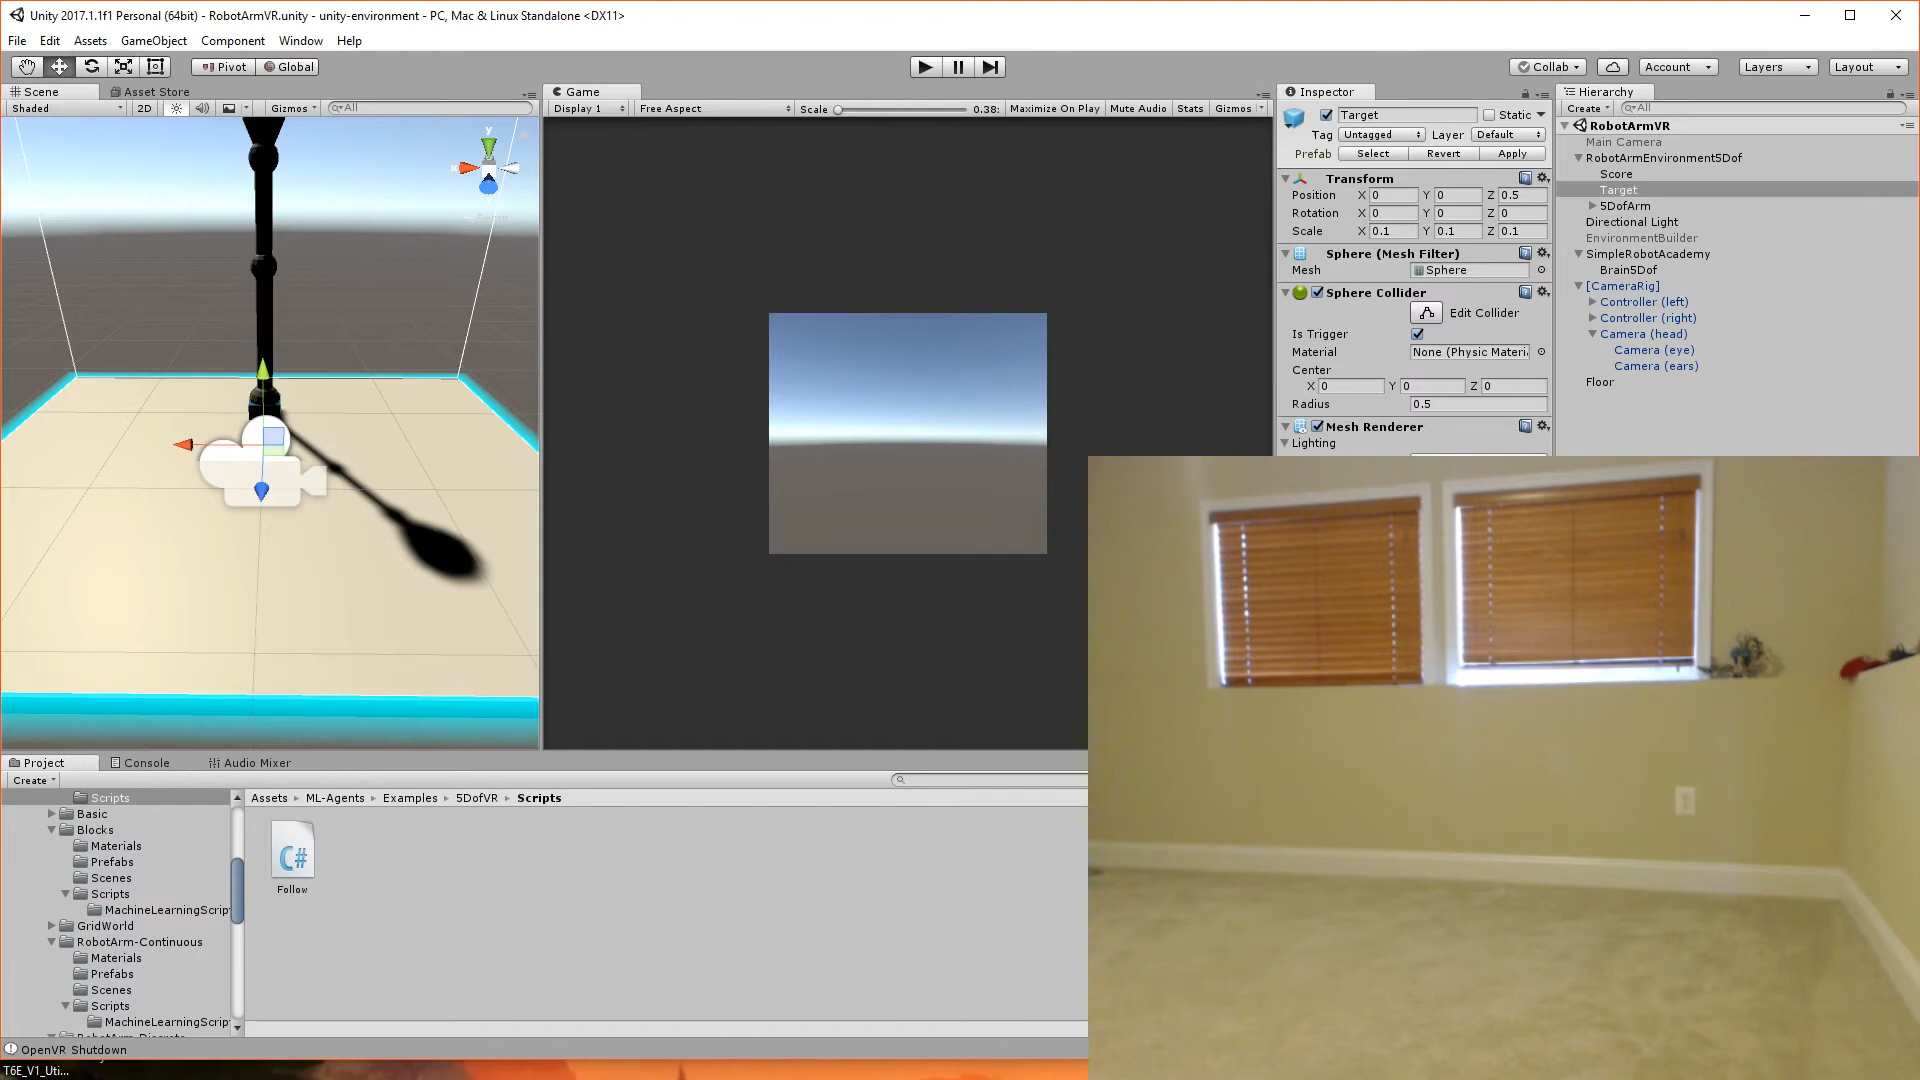 Unity 2017.1.1f1 Personal (64bit) - RobotArmVR.unity - unity-environment - PC, Mac & Linux Standalone <DX11>
File Edit Assets GameObject Component Window Help
Pivot Global Collab Account Layers Layout
Scene Asset Store
Shaded 2D Gizmos All
y
x
Game
Display 1 Free Aspect Scale 0.38: Maximize On Play Mute Audio Stats Gizmos
Inspector
Target Static
Tag Untagged Layer Default
Prefab Select Revert Apply
Transform
Position X 0 Y 0 Z 0.5
Rotation X 0 Y 0 Z 0
Scale X 0.1 Y 0.1 Z 0.1
Sphere (Mesh Filter)
Mesh Sphere
Sphere Collider
Edit Collider
Is Trigger
Material None (Physic Materi
Center
X 0 Y 0 Z 0
Radius 0.5
Mesh Renderer
Lighting
Hierarchy
Create All
RobotArmVR
Main Camera
RobotArmEnvironment5Dof
Score
Target
5DofArm
Directional Light
EnvironmentBuilder
SimpleRobotAcademy
Brain5Dof
[CameraRig]
Controller (left)
Controller (right)
Camera (head)
Camera (eye)
Camera (ears)
Floor
Project Console Audio Mixer
Create
Scripts
Basic
Blocks
Materials
Prefabs
Scenes
Scripts
MachineLearningScrip
GridWorld
RobotArm-Continuous
Materials
Prefabs
Scenes
Scripts
MachineLearningScrip
Assets ML-Agents Examples 5DofVR Scripts
C#
Follow
OpenVR Shutdown
T6E_V1_Uti...